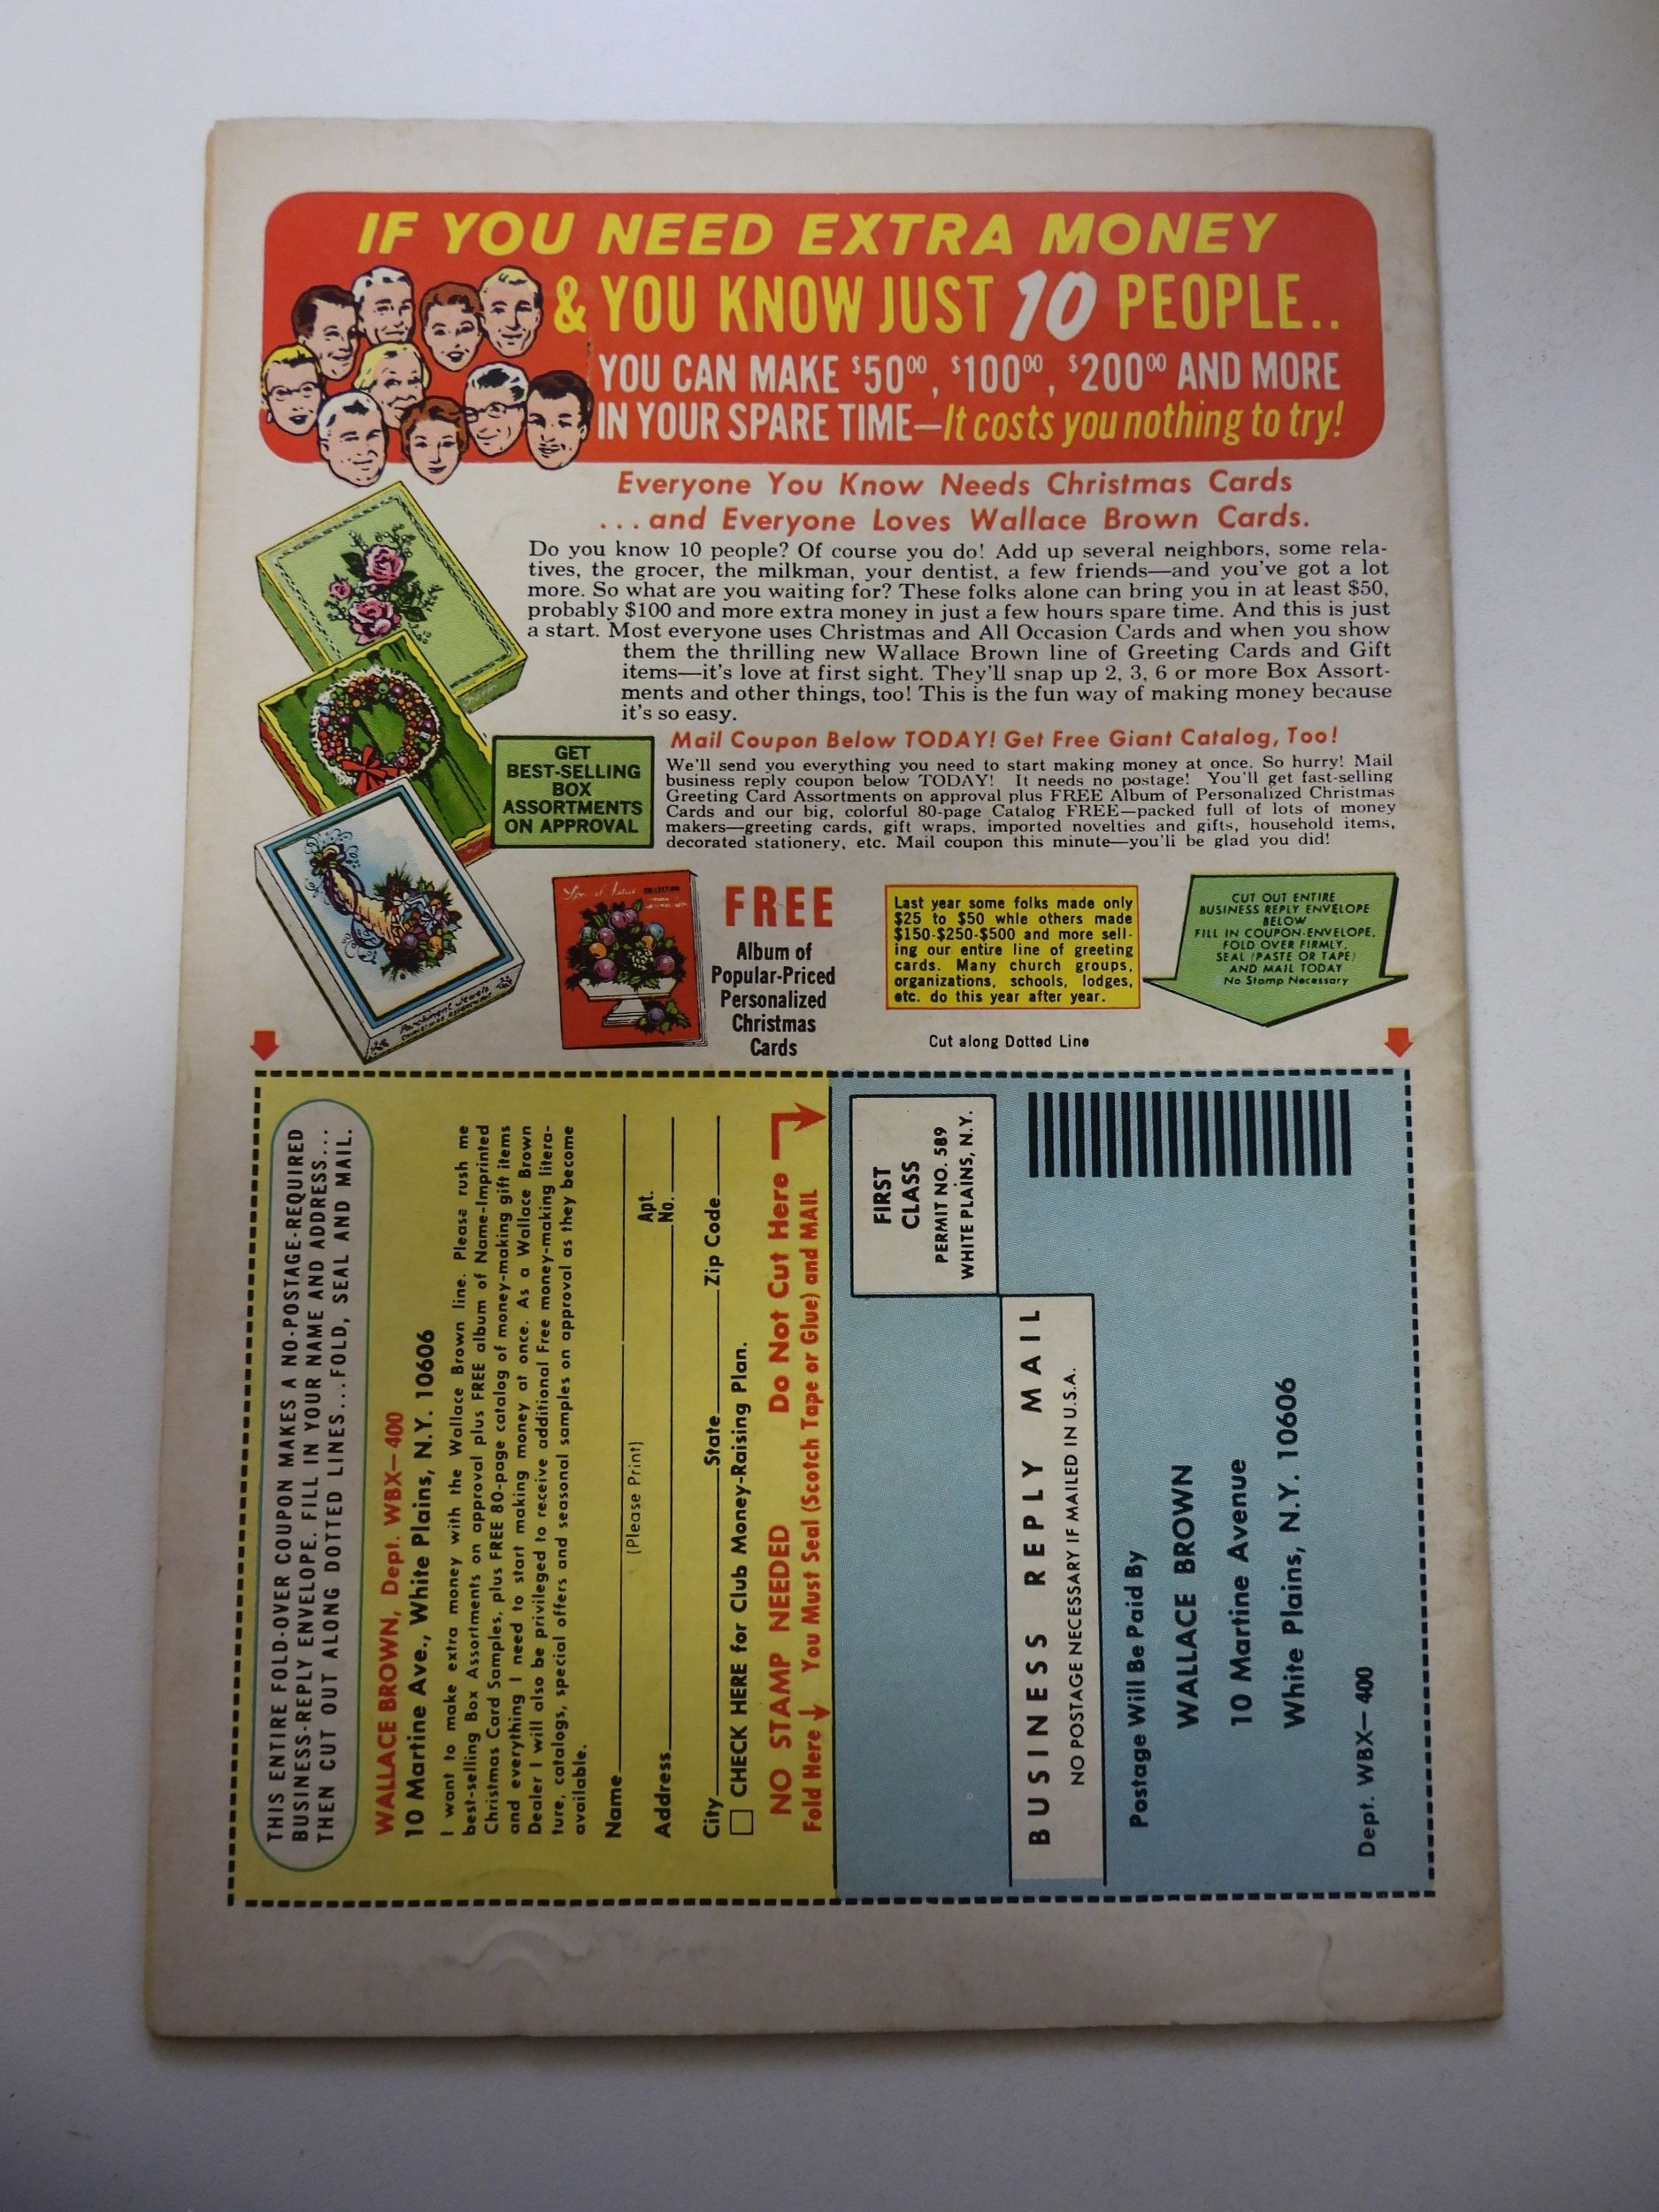 IF YOU NEED EXTRA MONEY
& YOU KNOW JUST 10 PEOPLE..
YOU CAN MAKE $50⁰⁰, $100⁰⁰, $200⁰⁰ AND MORE
IN YOUR SPARE TIME—It costs you nothing to try!
Everyone You Know Needs Christmas Cards
...and Everyone Loves Wallace Brown Cards.
Do you know 10 people? Of course you do! Add up several neighbors, some rela-
tives, the grocer, the milkman, your dentist, a few friends—and you've got a lot
more. So what are you waiting for? These folks alone can bring you in at least $50,
probably $100 and more extra money in just a few hours spare time. And this is just
a start. Most everyone uses Christmas and All Occasion Cards and when you show
them the thrilling new Wallace Brown line of Greeting Cards and Gift
items—it's love at first sight. They'll snap up 2, 3, 6 or more Box Assort-
ments and other things, too! This is the fun way of making money because
it's so easy.
GET
BEST-SELLING
BOX
ASSORTMENTS
ON APPROVAL
Mail Coupon Below TODAY! Get Free Giant Catalog, Too!
We'll send you everything you need to start making money at once. So hurry! Mail
business reply coupon below TODAY! It needs no postage! You'll get fast-selling
Greeting Card Assortments on approval plus FREE Album of Personalized Christmas
Cards and our big, colorful 80-page Catalog FREE—packed full of lots of money
makers—greeting cards, gift wraps, imported novelties and gifts, household items,
decorated stationery, etc. Mail coupon this minute—you'll be glad you did!
Parchment Jewels
CHRISTMAS ASSORTMENT
COLLECTION
FREE
Album of
Popular-Priced
Personalized
Christmas
Cards
Last year some folks made only
$25 to $50 whle others made
$150-$250-$500 and more sell-
ing our entire line of greeting
cards. Many church groups,
organizations, schools, lodges,
etc. do this year after year.
CUT OUT ENTIRE
BUSINESS REPLY ENVELOPE
BELOW
FILL IN COUPON-ENVELOPE.
FOLD OVER FIRMLY,
SEAL (PASTE OR TAPE)
AND MAIL TODAY
No Stamp Necessary
Cut along Dotted Line
THIS ENTIRE FOLD-OVER COUPON MAKES A NO-POSTAGE-REQUIRED
BUSINESS-REPLY ENVELOPE. FILL IN YOUR NAME AND ADDRESS...
THEN CUT OUT ALONG DOTTED LINES...FOLD, SEAL AND MAIL.
WALLACE BROWN, Dept. WBX—400
10 Martine Ave., White Plains, N.Y. 10606
I want to make extra money with the Wallace Brown line. Please rush me
best-selling Box Assortments on approval plus FREE album of Name-Imprinted
Christmas Card Samples, plus FREE 80-page catalog of money-making gift items
and everything I need to start making money at once. As a Wallace Brown
Dealer I will also be privileged to receive additional Free money-making litera-
ture, catalogs, special offers and seasonal samples on approval as they become
available.
Name
(Please Print)
Address Apt. No.
City State Zip Code
CHECK HERE for Club Money-Raising Plan.
NO STAMP NEEDED Do Not Cut Here
Fold Here You Must Seal (Scotch Tape or Glue) and MAIL
FIRST
CLASS
PERMIT NO. 589
WHITE PLAINS, N.Y.
BUSINESS REPLY MAIL
NO POSTAGE NECESSARY IF MAILED IN U.S.A.
Postage Will Be Paid By
WALLACE BROWN
10 Martine Avenue
White Plains, N.Y. 10606
Dept. WBX—400